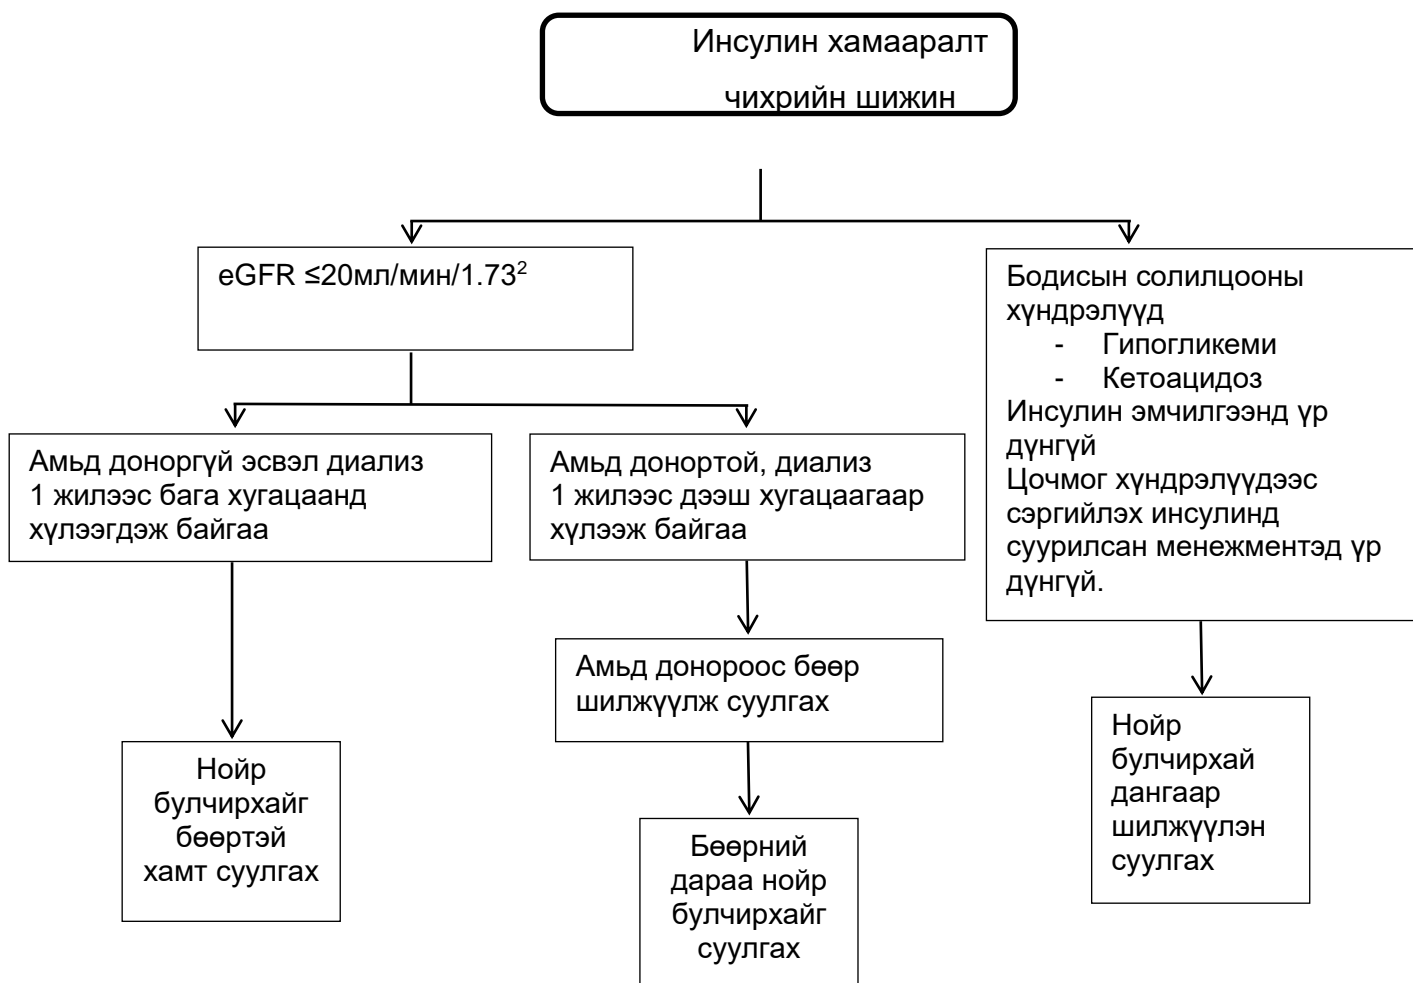 Инсулин хамааралт
чихрийн шижин
eGFR ≤20мл/мин/1.73²
Бодисын солилцооны
хүндрэлүүд
- Гипогликеми
- Кетоацидоз
Инсулин эмчилгээнд үр
дүнгүй
Цочмог хүндрэлүүдээс
сэргийлэх инсулинд
суурилсан менежментэд үр
дүнгүй.
Амьд доноргүй эсвэл диализ
1 жилээс бага хугацаанд
хүлээгдэж байгаа
Амьд донортой, диализ
1 жилээс дээш хугацаагаар
хүлээж байгаа
Амьд донороос бөөр
шилжүүлж суулгах
Нойр
булчирхайг
бөөртэй
хамт суулгах
Бөөрний
дараа нойр
булчирхайг
суулгах
Нойр
булчирхай
дангаар
шилжүүлэн
суулгах